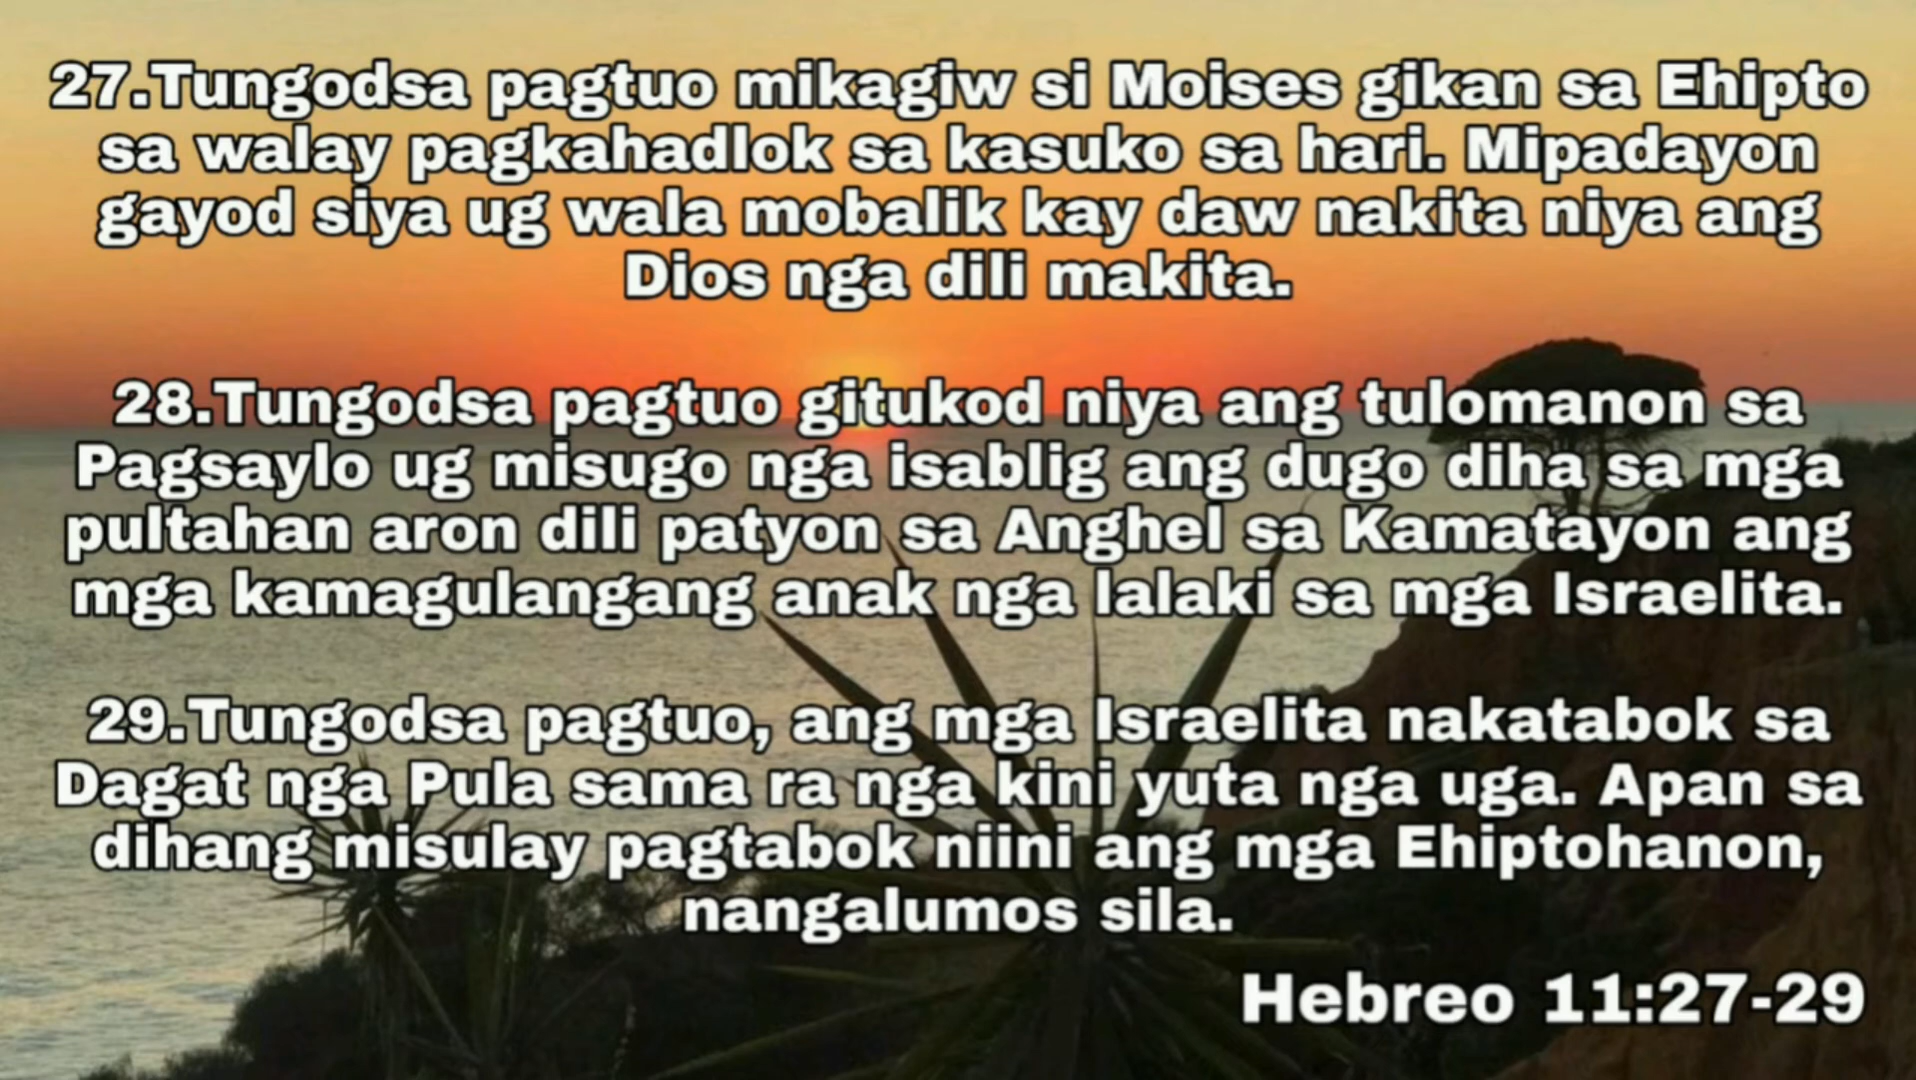 27.Tungodsa pagtuo mikagiw si Moises gikan sa Ehipto
sa walay pagkahadlok sa kasuko sa hari. Mipadayon
gayod siya ug wala mobalik kay daw nakita niya ang
Dios nga dili makita.
28.Tungodsa pagtuo gitukod niya ang tulomanon sa
Pagsaylo ug misugo nga isablig ang dugo diha sa mga
pultahan aron dili patyon sa Anghel sa Kamatayon ang
mga kamagulangang anak nga lalaki sa mga Israelita.
29.Tungodsa pagtuo, ang mga Israelita nakatabok sa
Dagat nga Pula sama ra nga kini yuta nga uga. Apan sa
dihang misulay pagtabok niini ang mga Ehiptohanon,
nangalumos sila.
Hebreo 11:27-29